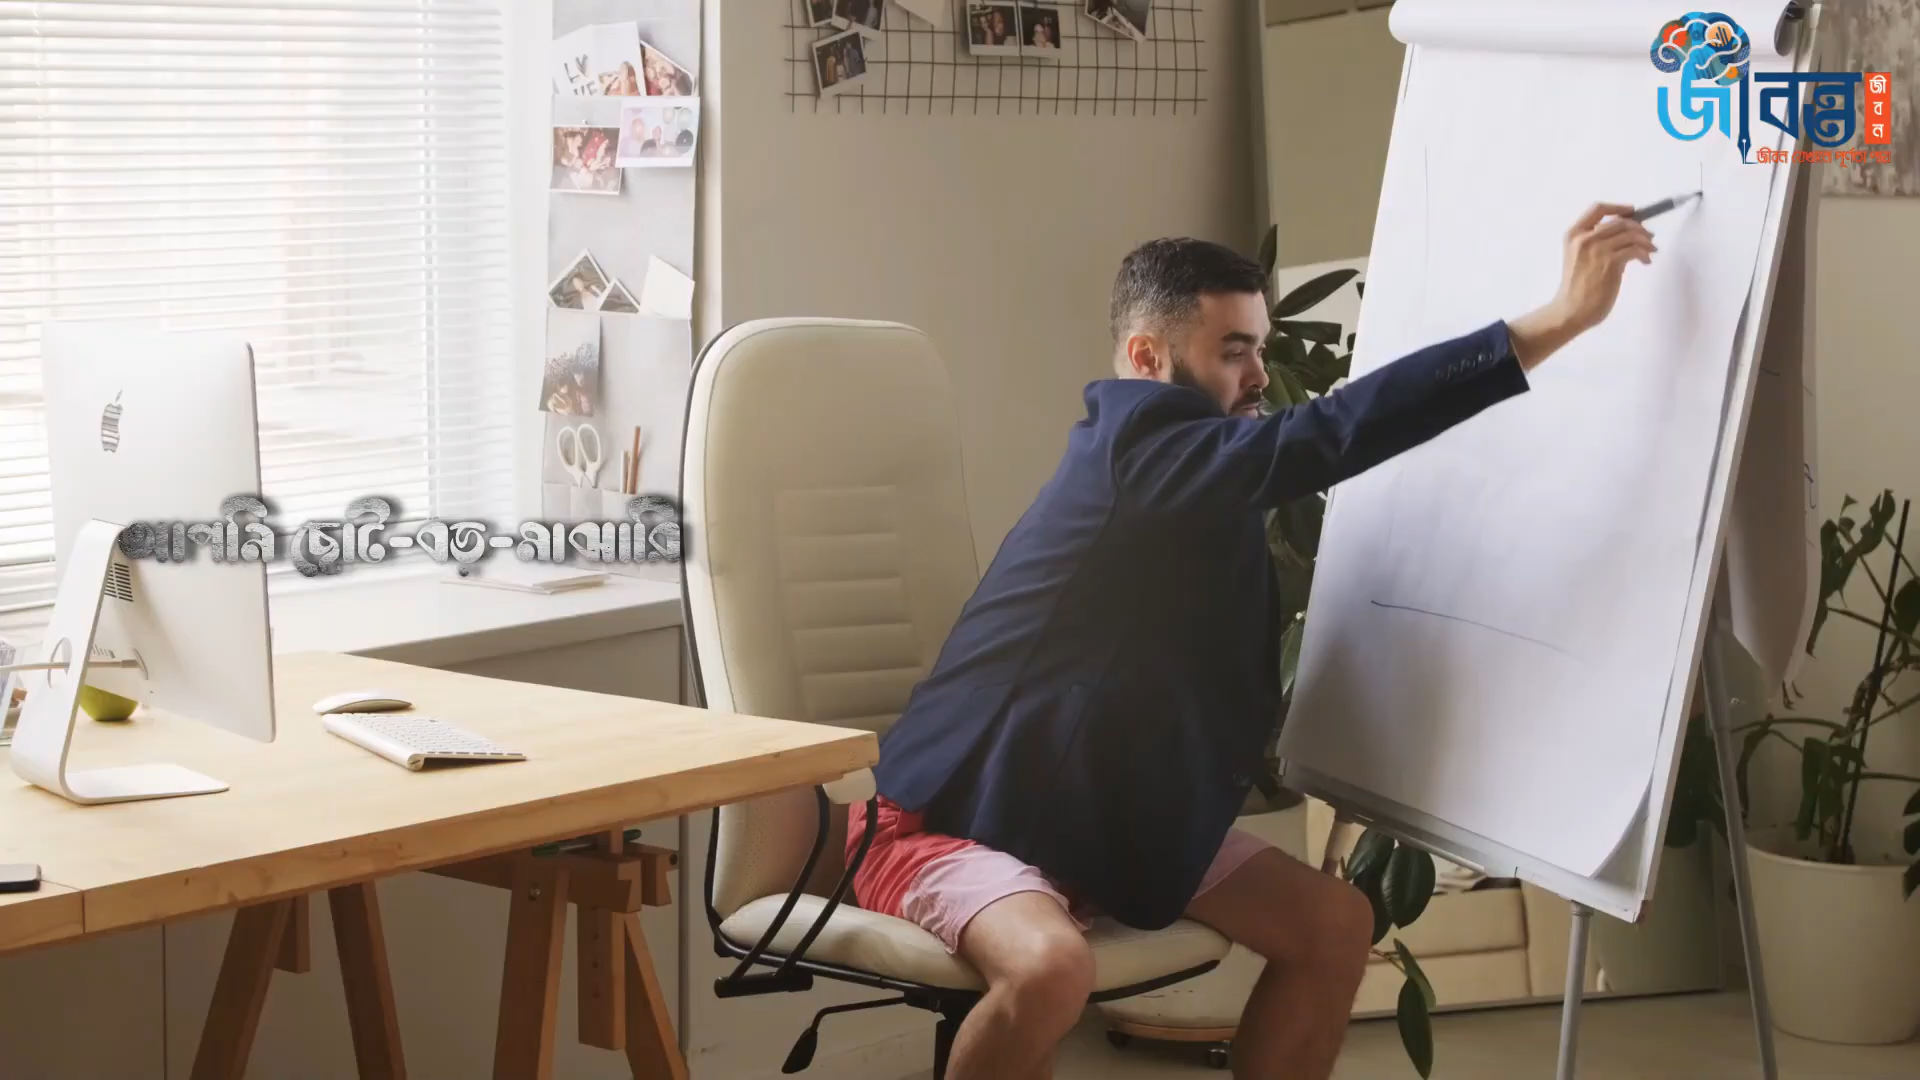 জীবন্ত
জীবন
আপনি ছোট-বড়-মাঝারি